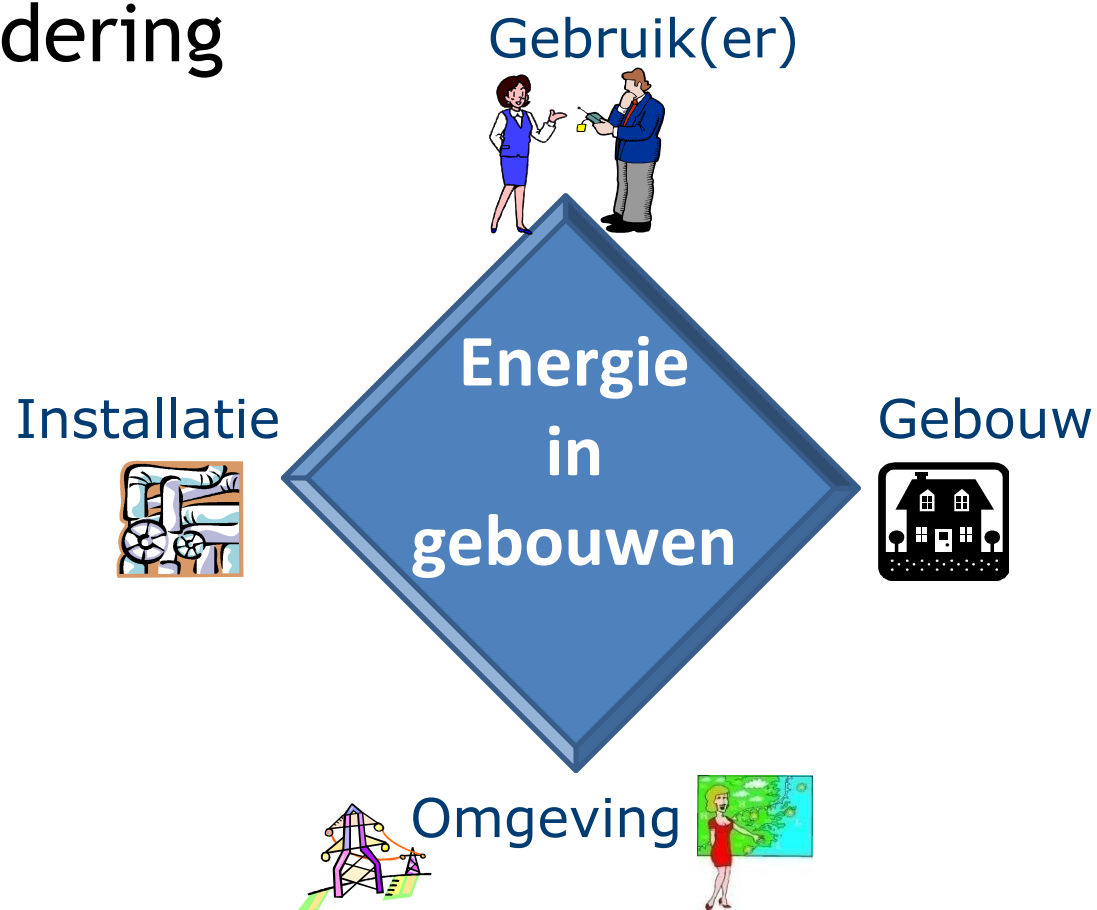 dering
Gebruik(er)
Energie
in
gebouwen
Installatie
Gebouw
Omgeving